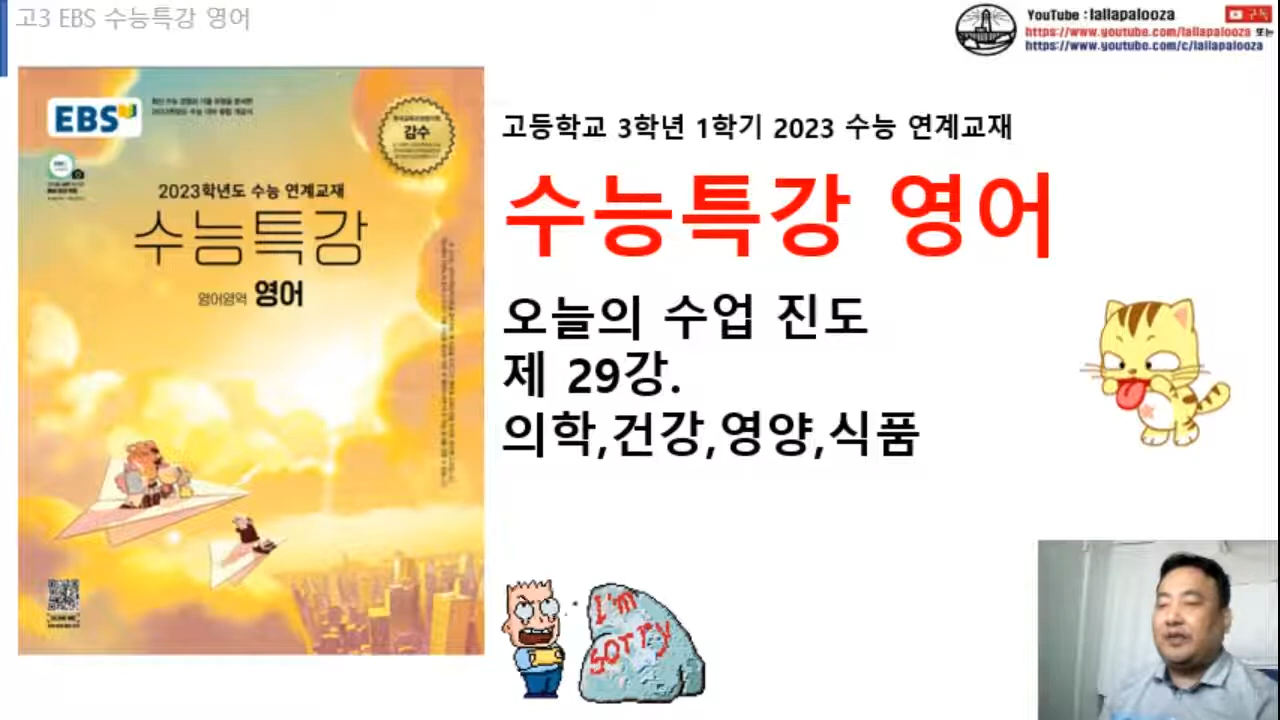 고3 EBS 수능특강 영어
YouTube : lallapalooza
구독
https://www.youtube.com/lallapalooza 또는
https://www.youtube.com/c/lallapalooza
EBS
감수
2023학년도 수능 연계교재
수능특강
영어영역 영어
고등학교 3학년 1학기 2023 수능 연계교재
수능특강 영어
오늘의 수업 진도
제 29강.
의학,건강,영양,식품
I'm
sorry